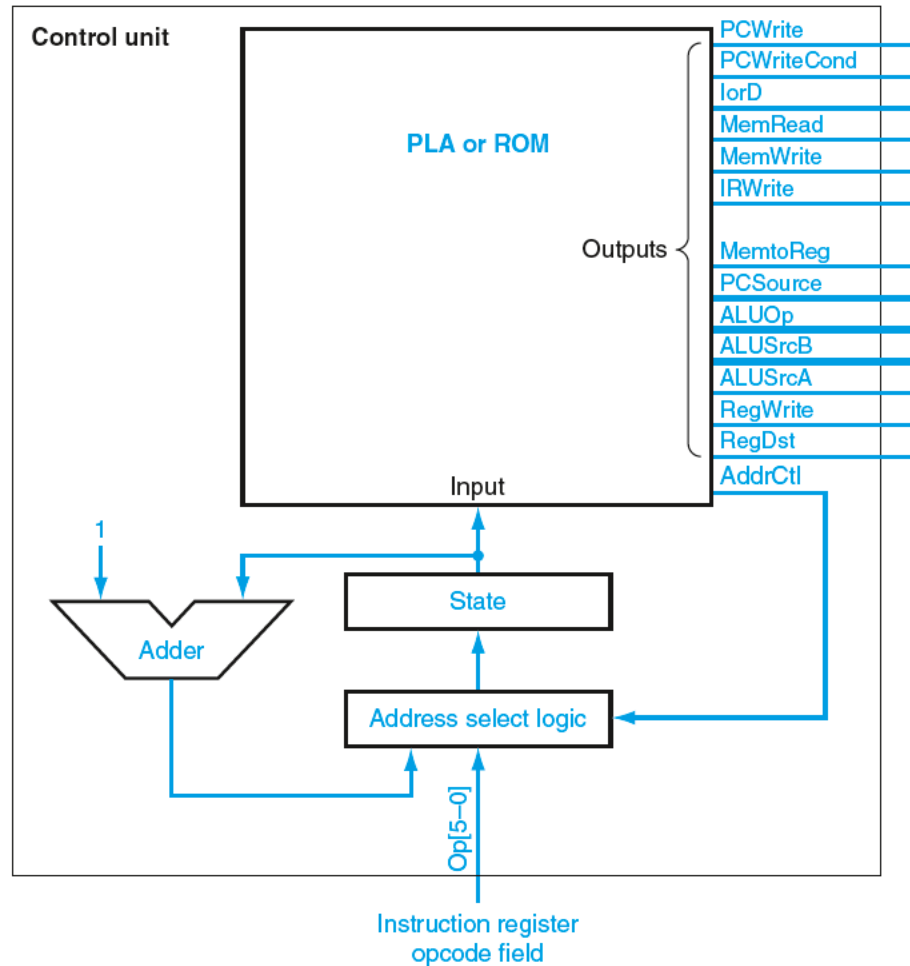 Control unit
PLA or ROM
Outputs
PCWrite
PCWriteCond
IorD
MemRead
MemWrite
IRWrite
MemtoReg
PCSource
ALUOp
ALUSrcB
ALUSrcA
RegWrite
RegDst
AddrCtl
Input
1
State
Adder
Address select logic
Op[5–0]
Instruction register
opcode field